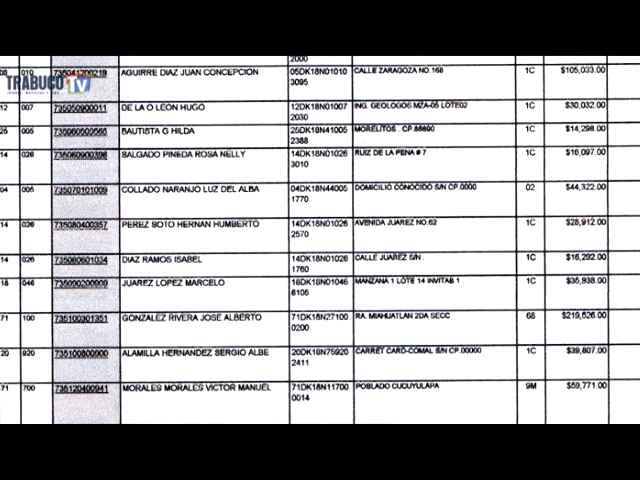 2000
08 010 735041200219 AGUIRRE DIAZ JUAN CONCEPCION 05DK18N01010 CALLE ZARAGOZA NO.168 1C $105,033.00
3095
TRABUCO TV
12 007 735050900011 DE LA O LEON HUGO 12DK18N01007 ING. GEOLOGOS MZA-05 LOTE02 1C $30,032.00
2030
25 005 BAUTISTA G HILDA 25DK18N41005 MORELITOS . CP 1C $14,298.00
2388
14 026 SALGADO PINEDA ROSA NELLY 14DK18N01026 RUIZ DE LA PENA # 7 1C $16,097.00
3010
04 005 735070101009 COLLADO NARANJO LUZ DEL ALBA 04DK18N44005 DOMICILIO CONOCIDO S/N CP.0000 02 $44,322.00
1770
14 026 735080400357 PEREZ SOTO HERNAN HUMBERTO 14DK18N01026 AVENIDA JUAREZ NO.62 1C $28,912.00
2570
14 026 735080601034 DIAZ RAMOS ISABEL 14DK18N01026 CALLE JUAREZ S/N . 1C $16,292.00
1760
18 046 JUAREZ LOPEZ MARCELO 18DK18N01046 MANZANA 1 LOTE 14 INVITAB 1 . 1C $35,938.00
6106
71 100 735100301351 GONZALEZ RIVERA JOSE ALBERTO 71DK18N27100 RA. MIAHUATLAN 2DA SECC 68 $219,626.00
0200
20 920 735100800000 ALAMILLA HERNANDEZ SERGIO ALBE 20DK18N75920 CARRET CARD-COMAL S/N CP 00000 1C $39,807.00
2411
71 700 735120400941 MORALES MORALES VICTOR MANUEL 71DK18N11700 POBLADO CUCUYULAPA 9M $59,771.00
0014